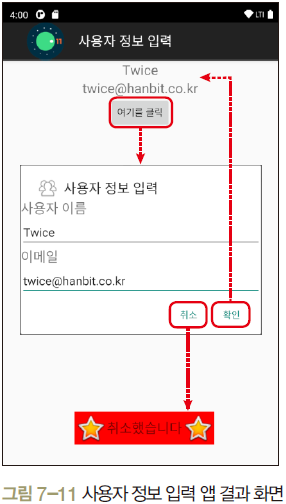 4:00 LTE
11 사용자 정보 입력
Twice
twice@hanbit.co.kr
여기를 클릭
사용자 정보 입력
사용자 이름
Twice
이메일
twice@hanbit.co.kr
취소 확인
취소했습니다
그림 7-11 사용자 정보 입력 앱 결과 화면